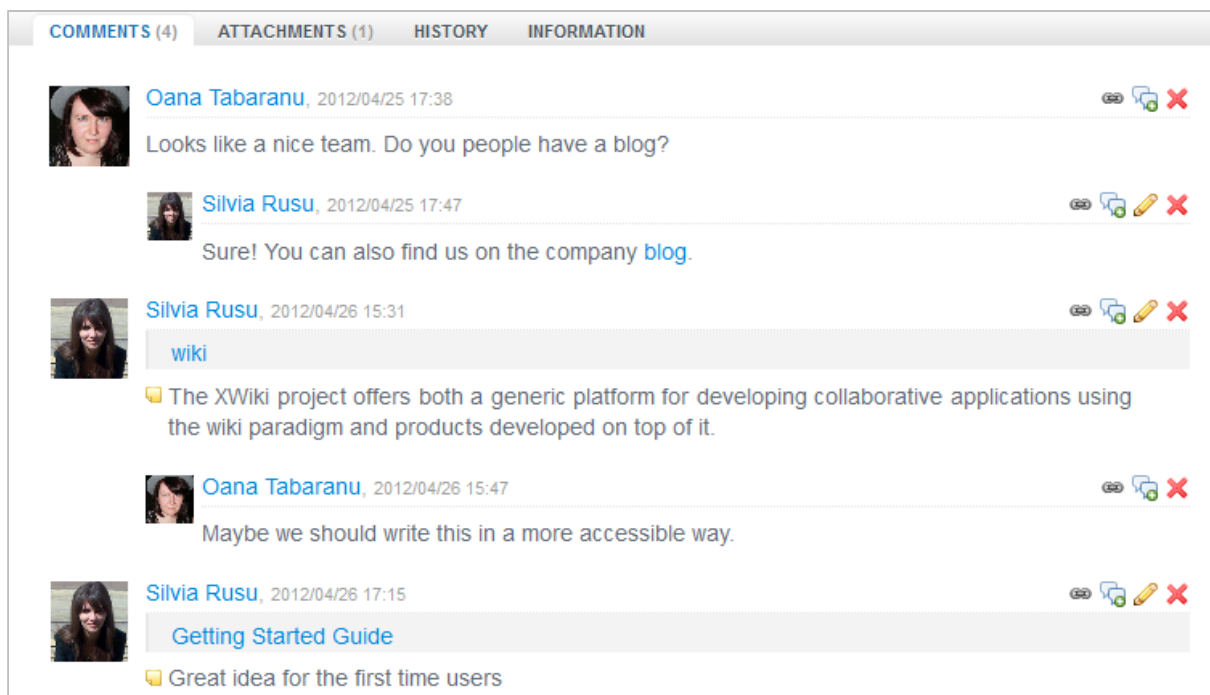 COMMENTS (4) ATTACHMENTS (1) HISTORY INFORMATION
Oana Tabaranu, 2012/04/25 17:38
Looks like a nice team. Do you people have a blog?
Silvia Rusu, 2012/04/25 17:47
Sure! You can also find us on the company blog.
Silvia Rusu, 2012/04/26 15:31
wiki
The XWiki project offers both a generic platform for developing collaborative applications using
the wiki paradigm and products developed on top of it.
Oana Tabaranu, 2012/04/26 15:47
Maybe we should write this in a more accessible way.
Silvia Rusu, 2012/04/26 17:15
Getting Started Guide
Great idea for the first time users